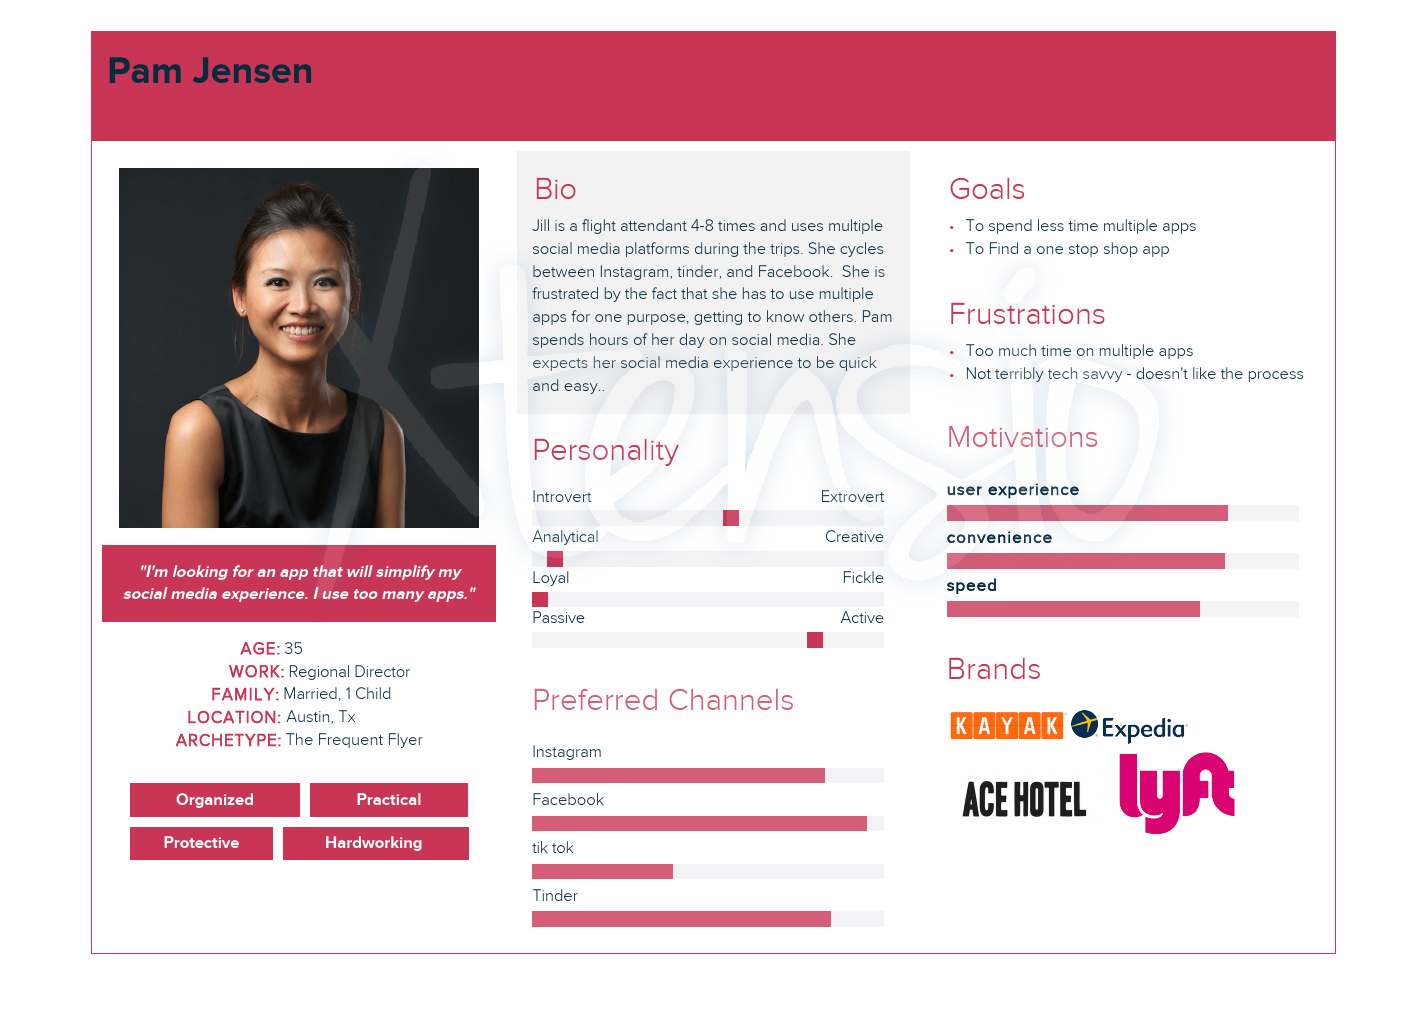 Pam Jensen
"I'm looking for an app that will simplify my
social media experience. I use too many apps."
AGE: 35
WORK: Regional Director
FAMILY: Married, 1 Child
LOCATION: Austin, Tx
ARCHETYPE: The Frequent Flyer
Organized
Practical
Protective
Hardworking
Bio
Jill is a flight attendant 4-8 times and uses multiple
social media platforms during the trips. She cycles
between Instagram, tinder, and Facebook.  She is
frustrated by the fact that she has to use multiple
apps for one purpose, getting to know others. Pam
spends hours of her day on social media. She
expects her social media experience to be quick
and easy..
Personality
Introvert Extrovert
Analytical Creative
Loyal Fickle
Passive Active
Preferred Channels
Instagram
Facebook
tik tok
Tinder
Goals
• To spend less time multiple apps
• To Find a one stop shop app
Frustrations
• Too much time on multiple apps
• Not terribly tech savvy - doesn't like the process
Motivations
user experience
convenience
speed
Brands
KAYAK Expedia
ACE HOTEL
lyft
xtensio